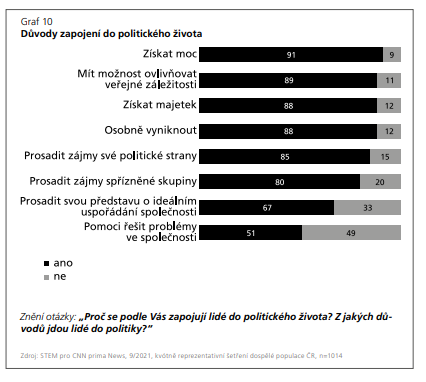 Graf 10
Důvody zapojení do politického života
Získat moc 91 9
Mít možnost ovlivňovat
veřejné záležitosti 89 11
Získat majetek 88 12
Osobně vyniknout 88 12
Prosadit zájmy své politické strany 85 15
Prosadit zájmy spřízněné skupiny 80 20
Prosadit svou představu o ideálním
uspořádání společnosti 67 33
Pomoci řešit problémy
ve společnosti 51 49
ano
ne
Znění otázky: „Proč se podle Vás zapojují lidé do politického života? Z jakých dů-
vodů jdou lidé do politiky?“
Zdroj: STEM pro CNN prima News, 9/2021, kvótně reprezentativní šetření dospělé populace ČR, n=1014